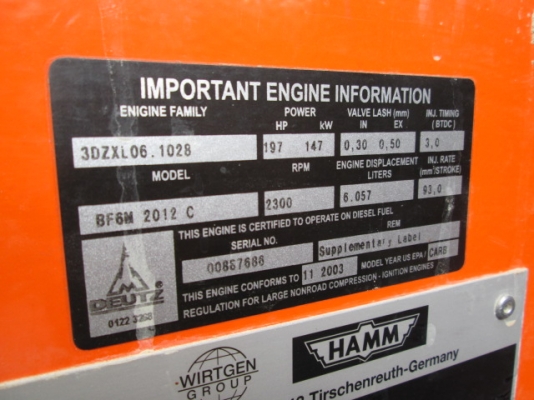 IMPORTANT ENGINE INFORMATION
ENIGINE FAMILY POWER VALVE LASH (mm) INJ. TIMING
HP kW IN EX (BTDC)
3DZXL06.1028 197 147 0,30 0,50 3,0
MODEL RPM ENGINE DISPLACEMENT INJ. RATE
LITERS (mm³/STROKE)
BF6M 2012 C 2300 6.057 93,0
THIS ENGINE IS CERTIFIED TO OPERATE ON DIESEL FUEL
SERIAL NO. REM
00887686 Supplementary Label
THIS ENGINE CONFORMS TO 11 2003 MODEL YEAR US EPA / CARB
REGULATION FOR LARGE NONROAD COMPRESSION - IGNITION ENGINES
DEUTZ
0122 3268
WIRTGEN
GROUP
HAMM
Tirschenreuth-Germany